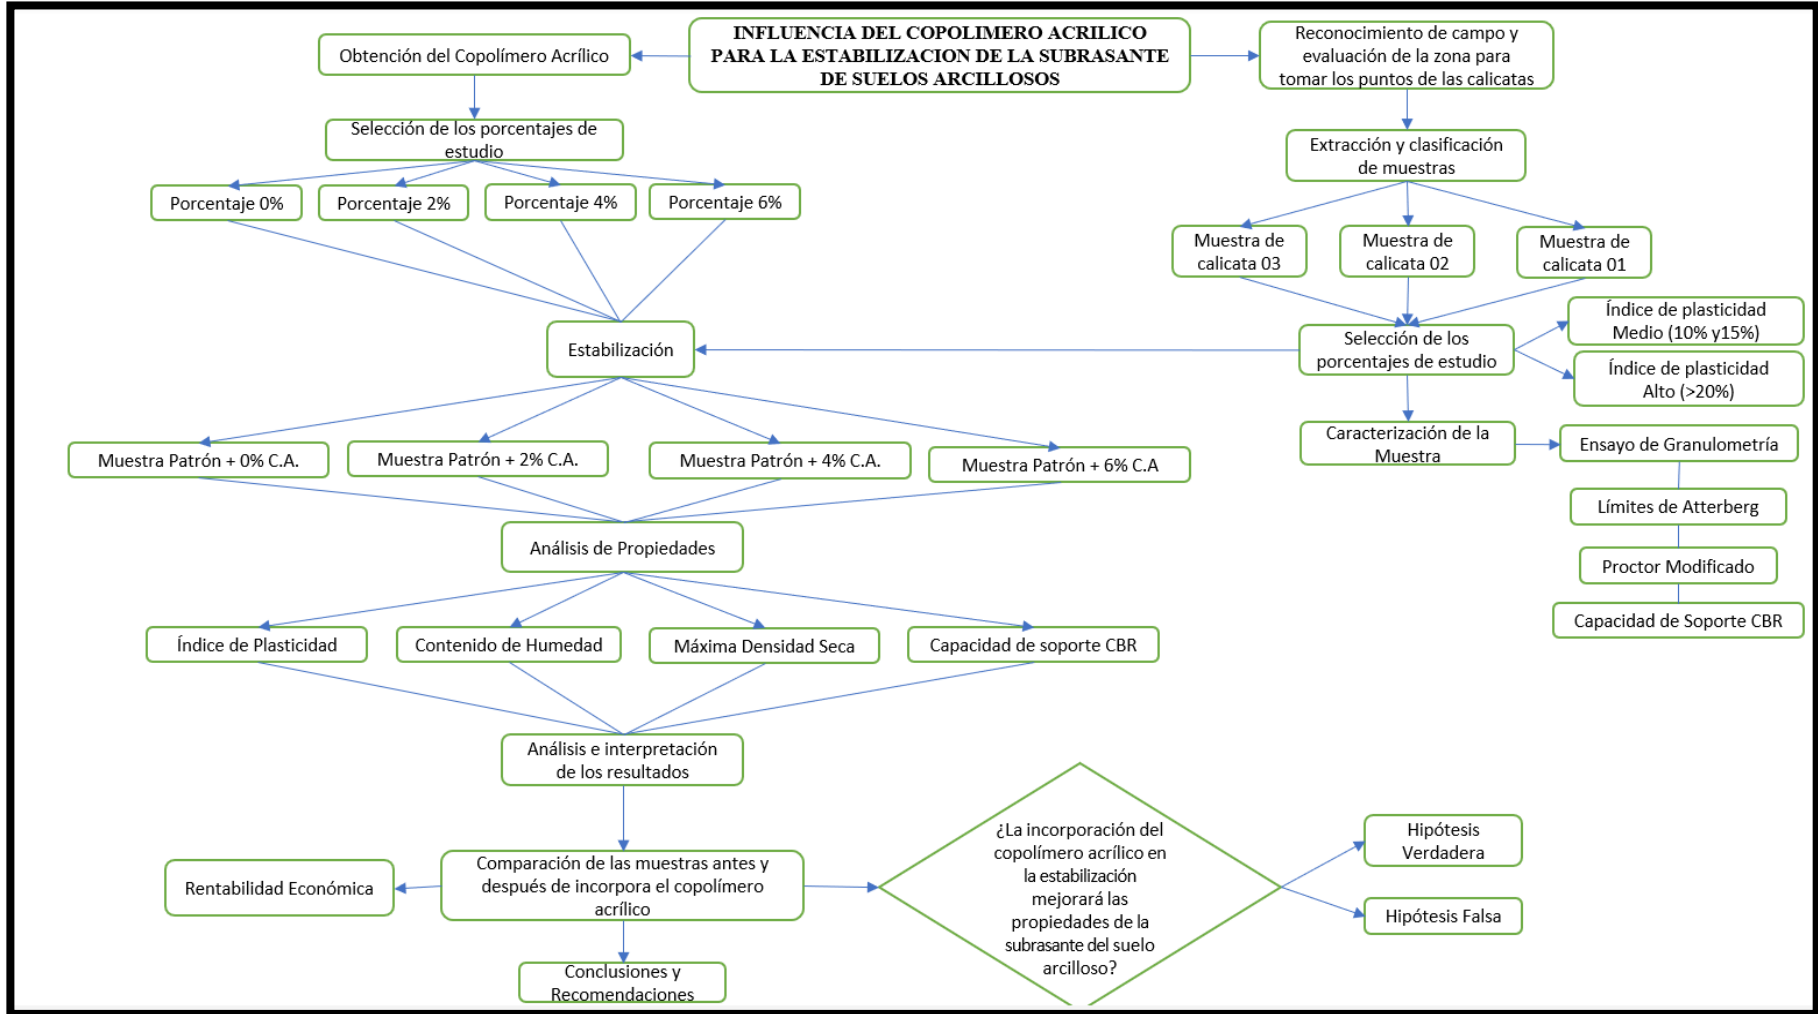 INFLUENCIA DEL COPOLIMERO ACRILICO
PARA LA ESTABILIZACION DE LA SUBRASANTE
DE SUELOS ARCILLOSOS
Obtención del Copolímero Acrílico
Reconocimiento de campo y
evaluación de la zona para
tomar los puntos de las calicatas
Selección de los porcentajes de
estudio
Extracción y clasificación
de muestras
Porcentaje 0%
Porcentaje 2%
Porcentaje 4%
Porcentaje 6%
Muestra de
calicata 03
Muestra de
calicata 02
Muestra de
calicata 01
Estabilización
Selección de los
porcentajes de estudio
Índice de plasticidad
Medio (10% y15%)
Índice de plasticidad
Alto (>20%)
Muestra Patrón + 0% C.A.
Muestra Patrón + 2% C.A.
Muestra Patrón + 4% C.A.
Muestra Patrón + 6% C.A
Caracterización de la
Muestra
Ensayo de Granulometría
Límites de Atterberg
Proctor Modificado
Capacidad de Soporte CBR
Análisis de Propiedades
Índice de Plasticidad
Contenido de Humedad
Máxima Densidad Seca
Capacidad de soporte CBR
Análisis e interpretación
de los resultados
Comparación de las muestras antes y
después de incorpora el copolímero
acrílico
Rentabilidad Económica
¿La incorporación del
copolímero acrílico en
la estabilización
mejorará las
propiedades de la
subrasante del suelo
arcilloso?
Hipótesis
Verdadera
Hipótesis Falsa
Conclusiones y
Recomendaciones